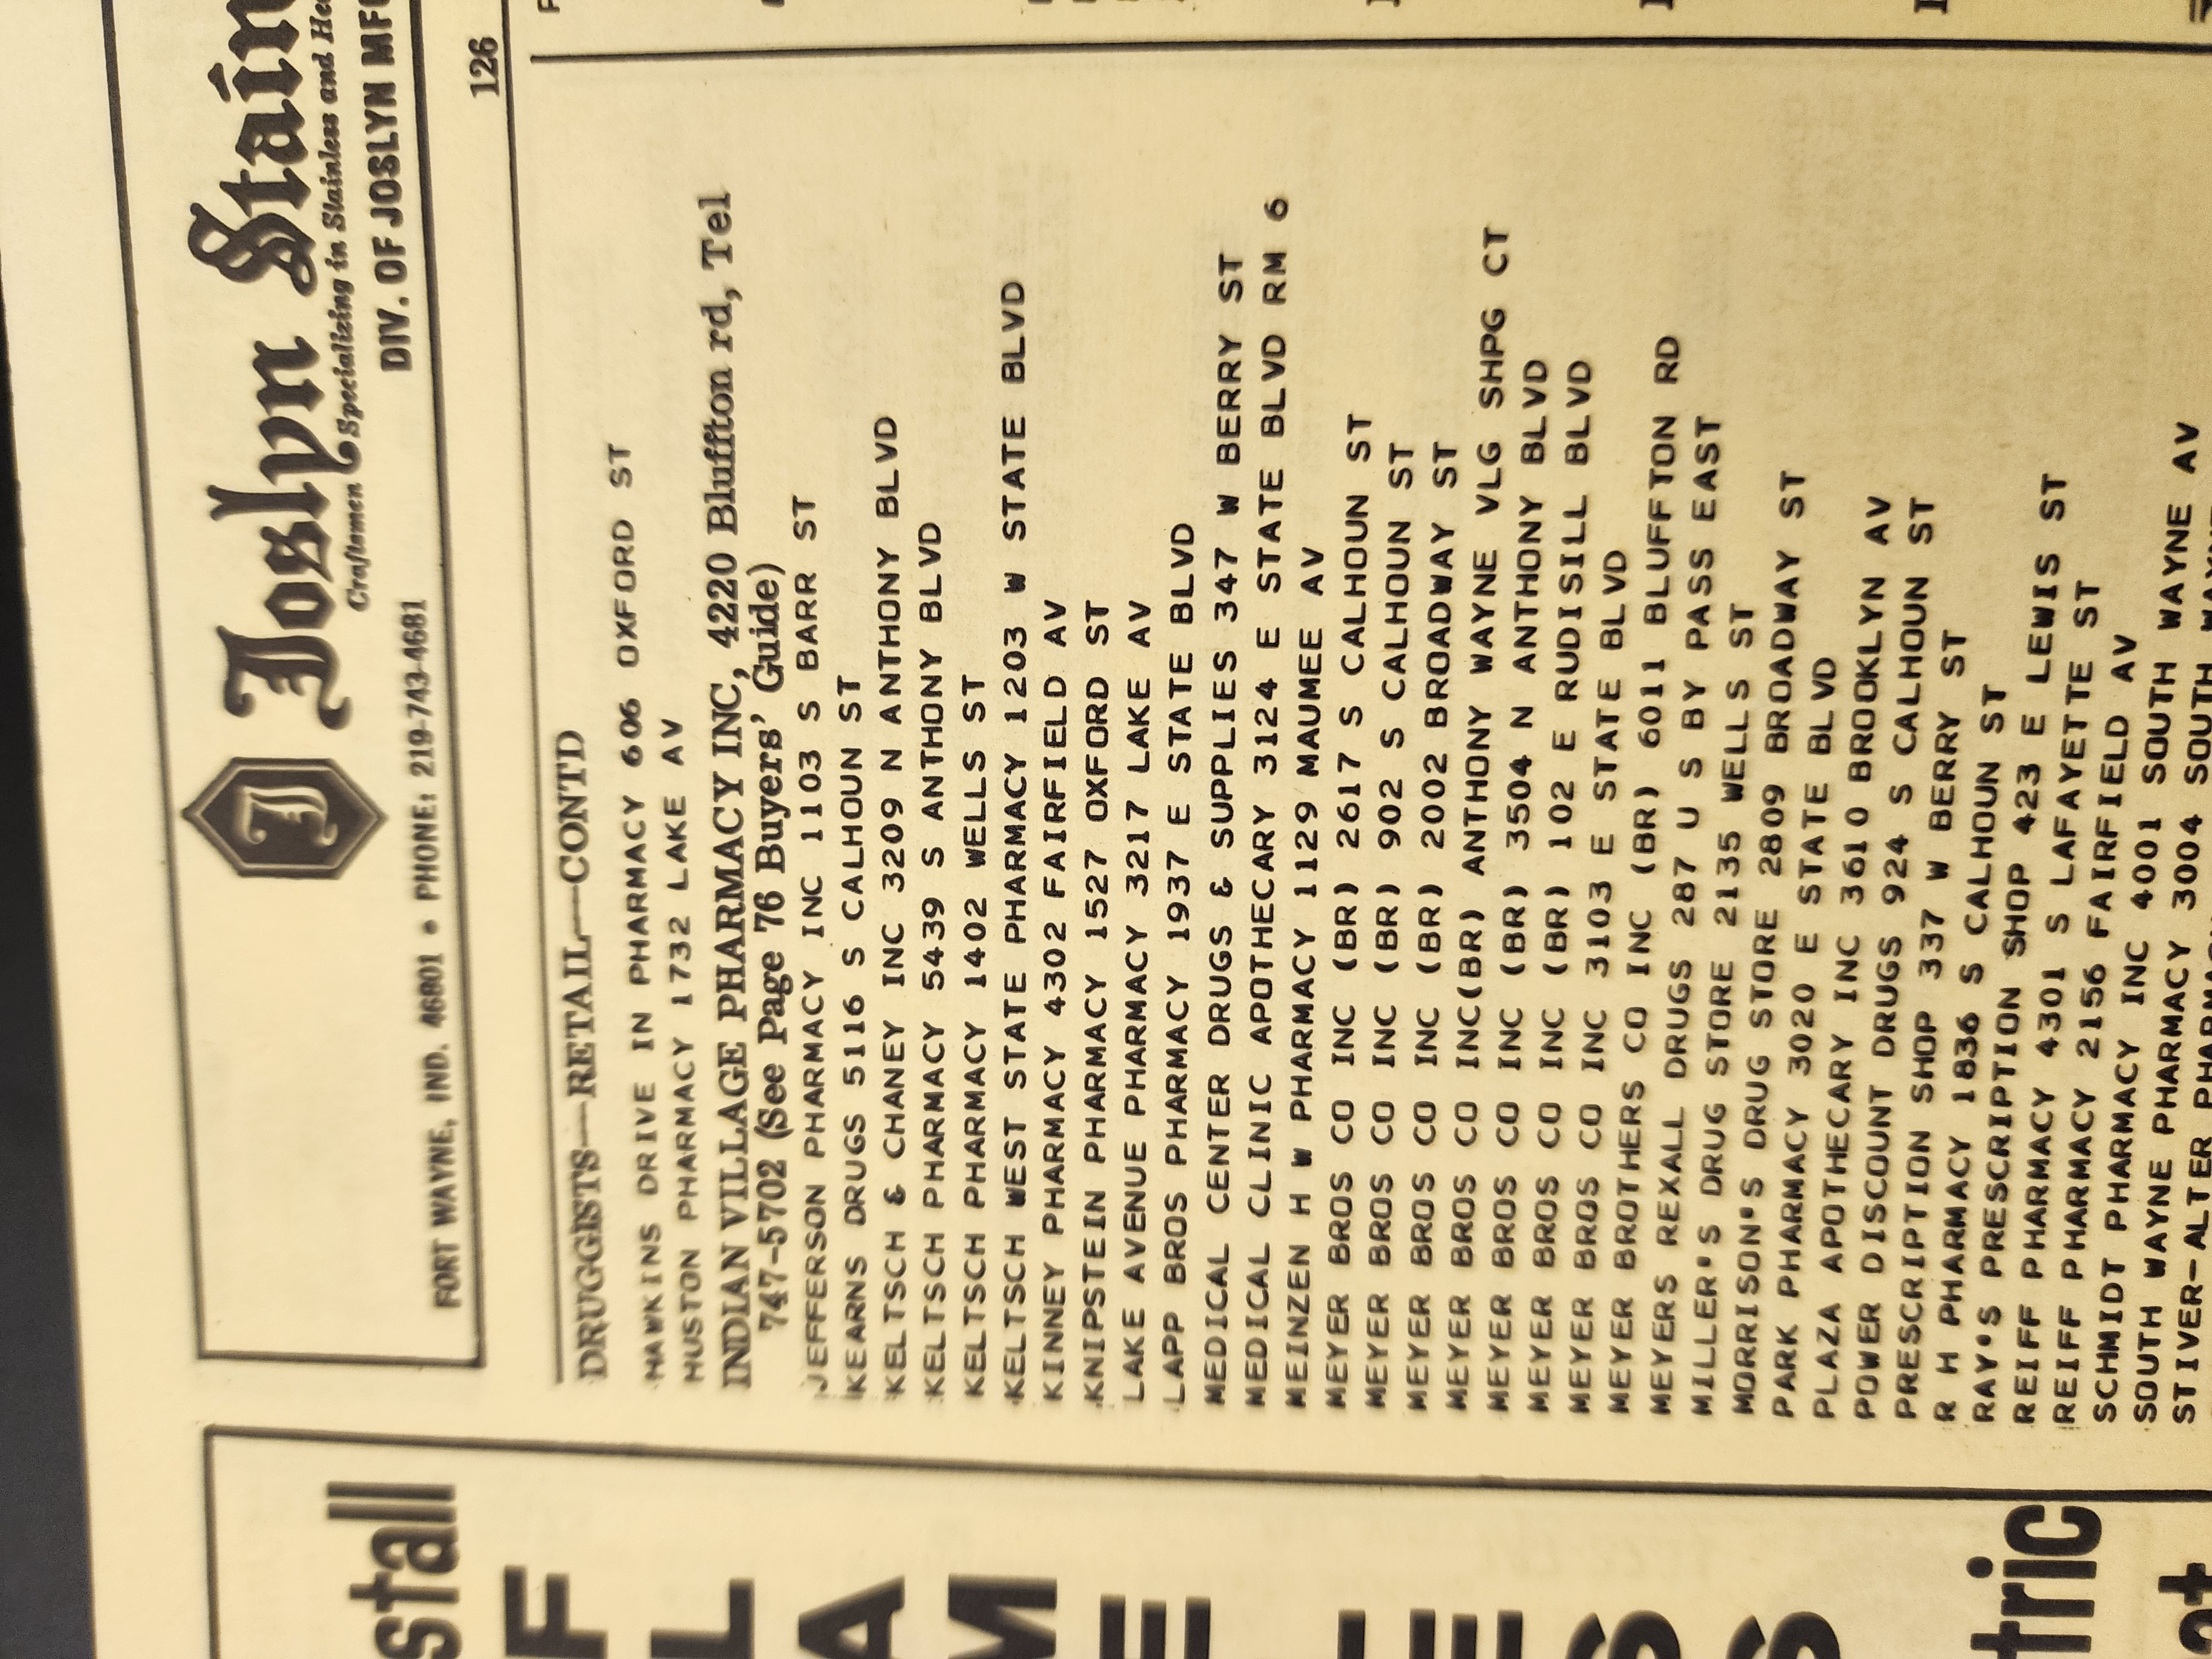 Joslyn Stain
Craftsmen Specializing in Stainless and Hea
DIV. OF JOSLYN MFG
FORT WAYNE, IND. 46801 • PHONE: 219-743-4681
126
DRUGGISTS—RETAIL—CONTD
HAWKINS DRIVE IN PHARMACY 606 OXFORD ST
HUSTON PHARMACY 1732 LAKE AV
INDIAN VILLAGE PHARMACY INC, 4220 Bluffton rd, Tel
747-5702 (See Page 76 Buyers' Guide)
JEFFERSON PHARMACY INC 1103 S BARR ST
KEARNS DRUGS 5116 S CALHOUN ST
KELTSCH & CHANEY INC 3209 N ANTHONY BLVD
KELTSCH PHARMACY 5439 S ANTHONY BLVD
KELTSCH PHARMACY 1402 WELLS ST
KELTSCH WEST STATE PHARMACY 1203 W STATE BLVD
KINNEY PHARMACY 4302 FAIRFIELD AV
KNIPSTEIN PHARMACY 1527 OXFORD ST
LAKE AVENUE PHARMACY 3217 LAKE AV
LAPP BROS PHARMACY 1937 E STATE BLVD
MEDICAL CENTER DRUGS & SUPPLIES 347 W BERRY ST
MEDICAL CLINIC APOTHECARY 3124 E STATE BLVD RM 6
MEINZEN H W PHARMACY 1129 MAUMEE AV
MEYER BROS CO INC (BR) 2617 S CALHOUN ST
MEYER BROS CO INC (BR) 902 S CALHOUN ST
MEYER BROS CO INC (BR) 2002 BROADWAY ST
MEYER BROS CO INC(BR) ANTHONY WAYNE VLG SHPG CT
MEYER BROS CO INC (BR) 3504 N ANTHONY BLVD
MEYER BROS CO INC (BR) 102 E RUDISILL BLVD
MEYER BROS CO INC 3103 E STATE BLVD
MEYER BROTHERS CO INC (BR) 6011 BLUFFTON RD
MEYERS REXALL DRUGS 287 U S BY PASS EAST
MILLER'S DRUG STORE 2135 WELLS ST
MORRISON'S DRUG STORE 2809 BROADWAY ST
PARK PHARMACY 3020 E STATE BLVD
PLAZA APOTHECARY INC 3610 BROOKLYN AV
POWER DISCOUNT DRUGS 924 S CALHOUN ST
PRESCRIPTION SHOP 337 W BERRY ST
R H PHARMACY 1836 S CALHOUN ST
RAY'S PRESCRIPTION SHOP 423 E LEWIS ST
REIFF PHARMACY 4301 S LAFAYETTE ST
REIFF PHARMACY 2156 FAIRFIELD AV
SCHMIDT PHARMACY INC 4001 SOUTH WAYNE AV
SOUTH WAYNE PHARMACY 3004 SOUTH WAYNE
STIVER-ALTER PHARMACY
stall
F
L
A
M
E
tric